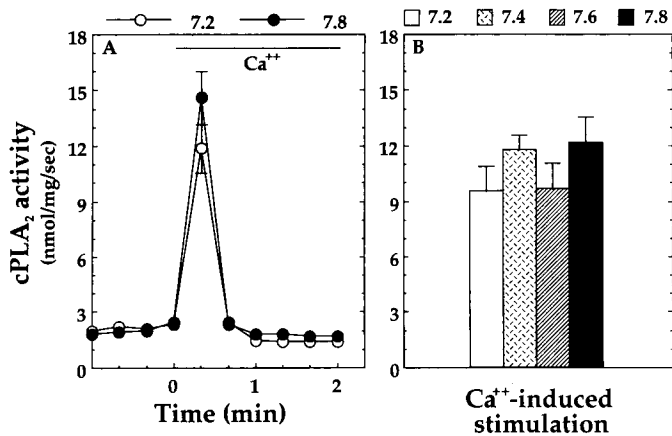 7.2 7.8
7.2 7.4 7.6 7.8
A
Ca⁺⁺
B
18
15
12
9
6
3
0
18
15
12
9
6
3
0
cPLA₂ activity
(nmol/mg/sec)
0 1 2
Time (min)
Ca⁺⁺-induced
stimulation